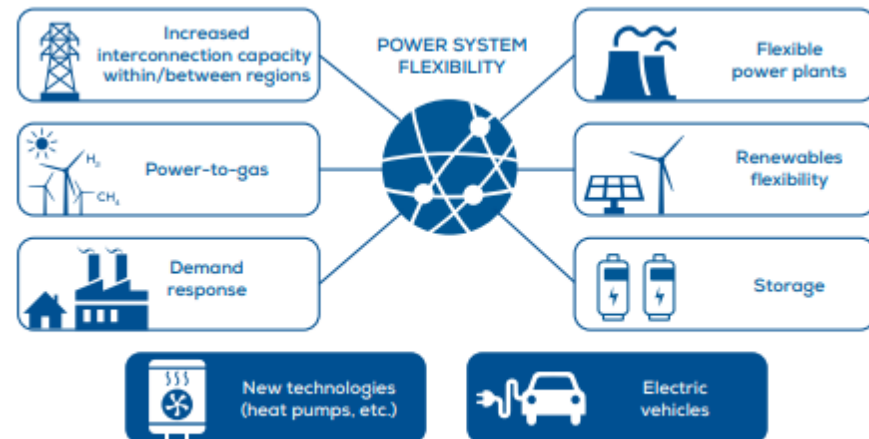 Increased
interconnection capacity
within/between regions
POWER SYSTEM
FLEXIBILITY
Flexible
power plants
H₂
CH₄
Power-to-gas
Renewables
flexibility
Demand
response
Storage
New technologies
(heat pumps, etc.)
Electric
vehicles